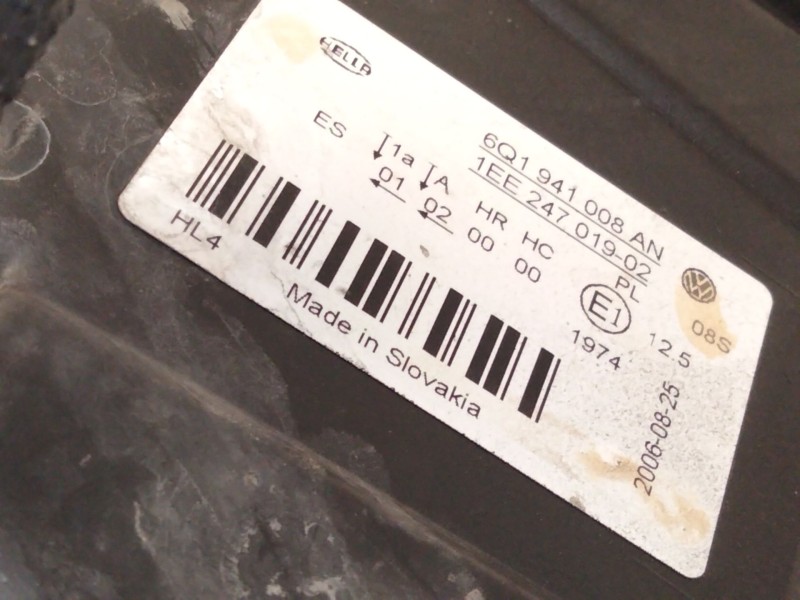 HELLA
6Q1 941 008 AN
1EE 247 019-02
ES 1a A HR HC PL
01 02 00 00
E1
1974
12 5
08S
2006-08-25
HL4
Made in Slovakia